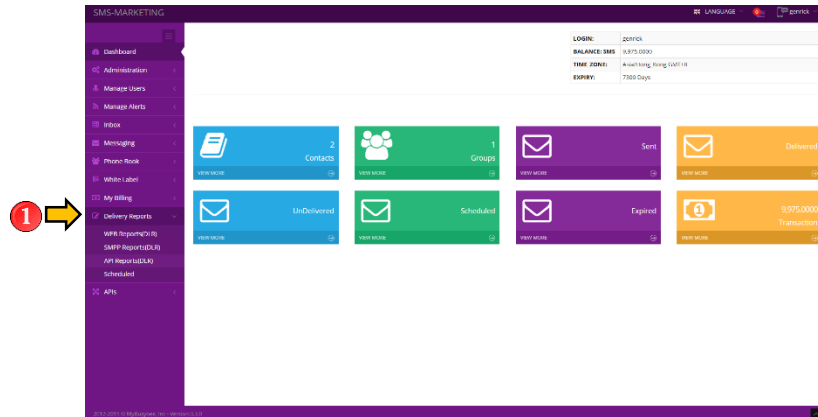 SMS-MARKETING
LANGUAGE
genrick
LOGIN: genrick
BALANCE: SMS 9,975.0000
TIME ZONE:
EXPIRY: 7300 Days
Dashboard
Administration
Manage Users
Manage Alerts
Inbox
Messaging
Phone Book
White Label
My Billing
1
Delivery Reports
WEB Reports(DLR)
SMPP Reports(DLR)
API Reports(DLR)
Scheduled
APIs
2
Contacts
VIEW MORE
1
Groups
VIEW MORE
Sent
VIEW MORE
Delivered
VIEW MORE
UnDelivered
VIEW MORE
Scheduled
VIEW MORE
Expired
VIEW MORE
9,975.0000
Transaction
VIEW MORE